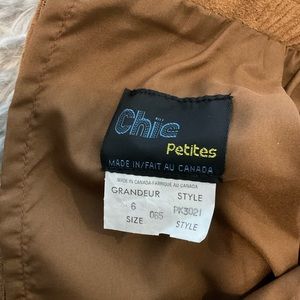 Chic
Petites
MADE IN/FAIT AU CANADA
MADE IN CANADA/FABRIQUÉ AU CANADA
GRANDEUR STYLE
6 085 PK3021
SIZE STYLE